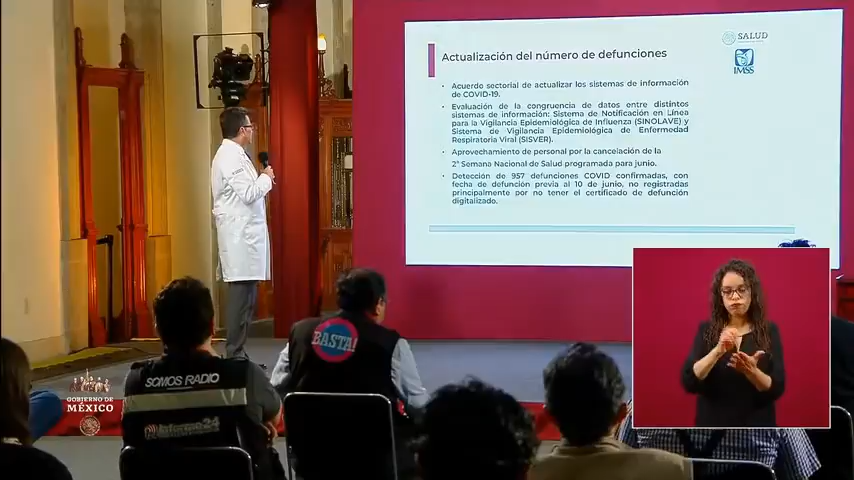 SALUD
IMSS
Actualización del número de defunciones
• Acuerdo sectorial de actualizar los sistemas de información
de COVID-19.
• Evaluación de la congruencia de datos entre distintos
sistemas de información: Sistema de Notificación en Línea
para la Vigilancia Epidemiológica de Influenza (SINOLAVE) y
Sistema de Vigilancia Epidemiológica de Enfermedad
Respiratoria Viral (SISVER).
• Aprovechamiento de personal por la cancelación de la
2ª Semana Nacional de Salud programada para junio.
• Detección de 957 defunciones COVID confirmadas, con
fecha de defunción previa al 10 de junio, no registradas
principalmente por no tener el certificado de defunción
digitalizado.
BASTA!
SOMOS RADIO
Informe24
GOBIERNO DE
MÉXICO